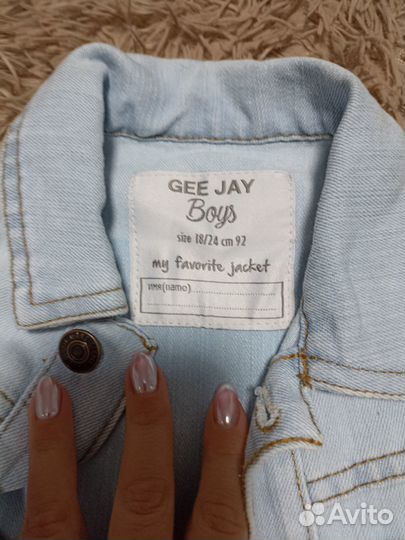 GEE JAY
Boys
size 18/24 cm 92
my favorite jacket
имя(name)
Avito